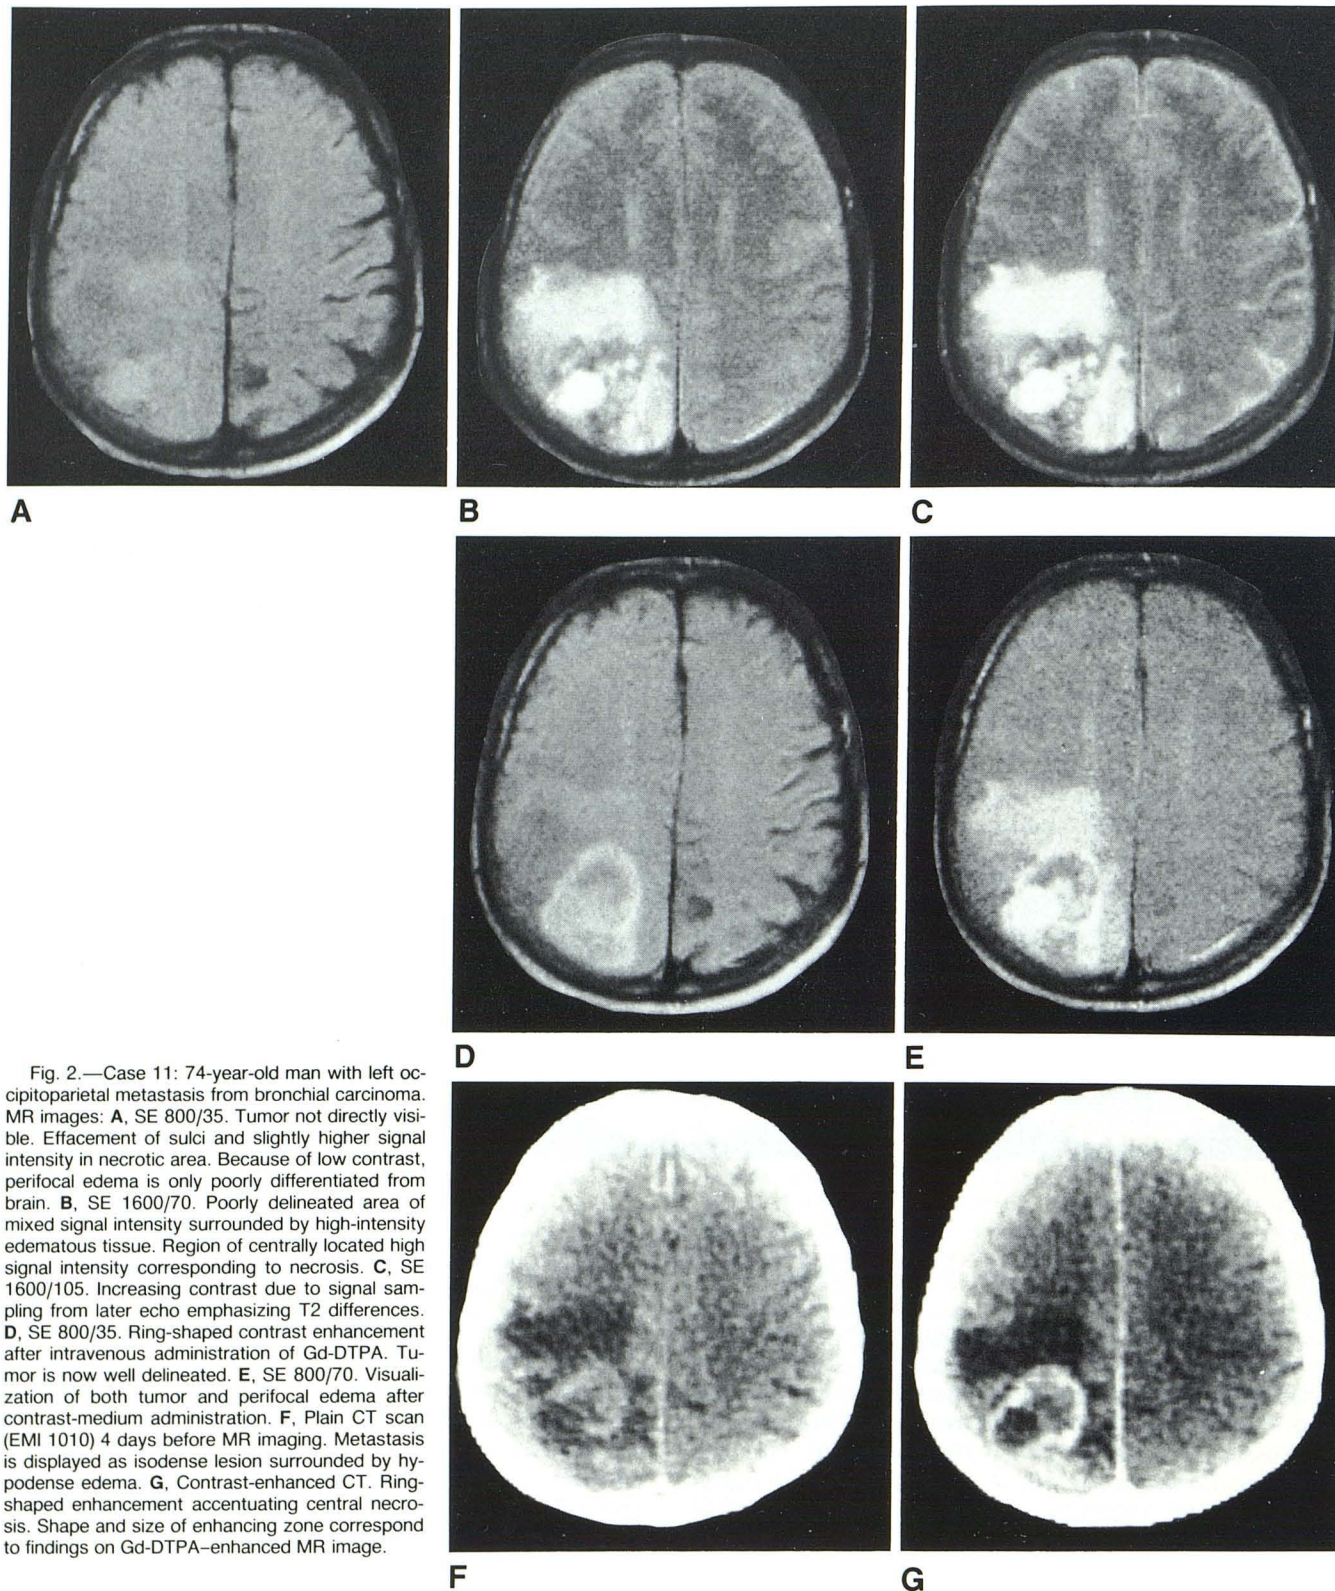 A
B
C
D
E
Fig. 2.—Case 11: 74-year-old man with left oc-
cipitoparietal metastasis from bronchial carcinoma.
MR images: A, SE 800/35. Tumor not directly visi-
ble. Effacement of sulci and slightly higher signal
intensity in necrotic area. Because of low contrast,
perifocal edema is only poorly differentiated from
brain. B, SE 1600/70. Poorly delineated area of
mixed signal intensity surrounded by high-intensity
edematous tissue. Region of centrally located high
signal intensity corresponding to necrosis. C, SE
1600/105. Increasing contrast due to signal sam-
pling from later echo emphasizing T2 differences.
D, SE 800/35. Ring-shaped contrast enhancement
after intravenous administration of Gd-DTPA. Tu-
mor is now well delineated. E, SE 800/70. Visuali-
zation of both tumor and perifocal edema after
contrast-medium administration. F, Plain CT scan
(EMI 1010) 4 days before MR imaging. Metastasis
is displayed as isodense lesion surrounded by hy-
podense edema. G, Contrast-enhanced CT. Ring-
shaped enhancement accentuating central necro-
sis. Shape and size of enhancing zone correspond
to findings on Gd-DTPA–enhanced MR image.
F
G